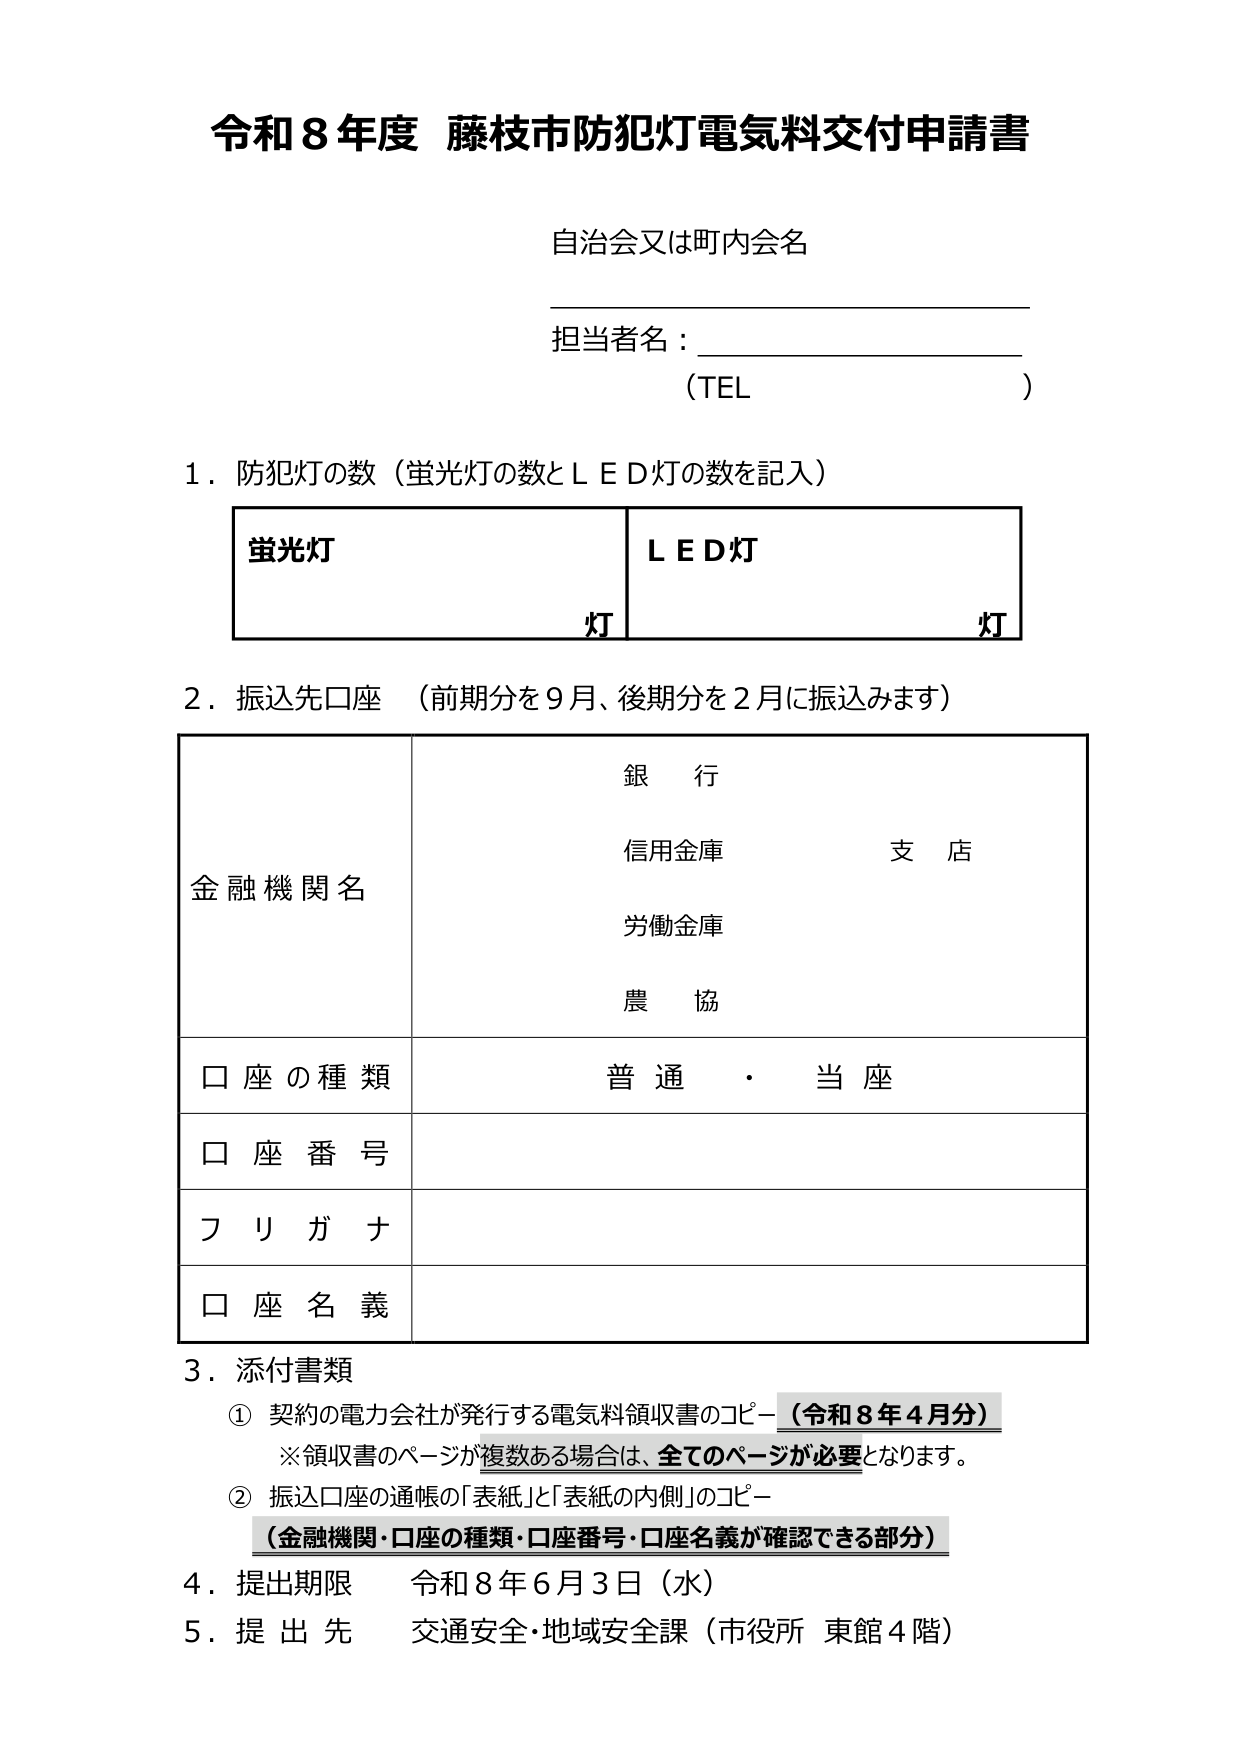 令和８年度 藤枝市防犯灯電気料交付申請書
自治会又は町内会名
担当者名：
（TEL ）
１．防犯灯の数（蛍光灯の数とＬＥＤ灯の数を記入）
蛍光灯 ＬＥＤ灯
灯 灯
２．振込先口座 （前期分を９月、後期分を２月に振込みます）
銀 行
信用金庫 支 店
金融機関名
労働金庫
農 協
口座の種類 普通 ・ 当座
口座番号
フリガナ
口座名義
３．添付書類
① 契約の電力会社が発行する電気料領収書のコピー（令和８年４月分）
※領収書のページが複数ある場合は、全てのページが必要となります。
② 振込口座の通帳の「表紙」と「表紙の内側」のコピー
（金融機関・口座の種類・口座番号・口座名義が確認できる部分）
４．提出期限 令和８年６月３日（水）
５．提出先 交通安全・地域安全課（市役所 東館４階）